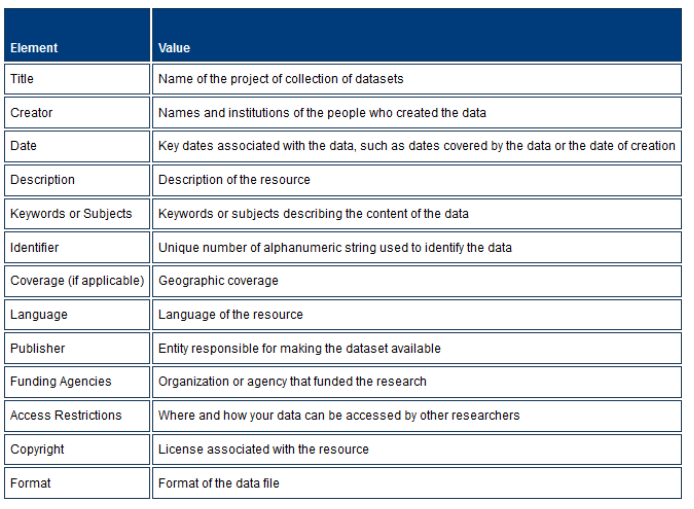 Element Value
Title Name of the project of collection of datasets
Creator Names and institutions of the people who created the data
Date Key dates associated with the data, such as dates covered by the data or the date of creation
Description Description of the resource
Keywords or Subjects Keywords or subjects describing the content of the data
Identifier Unique number of alphanumeric string used to identify the data
Coverage (if applicable) Geographic coverage
Language Language of the resource
Publisher Entity responsible for making the dataset available
Funding Agencies Organization or agency that funded the research
Access Restrictions Where and how your data can be accessed by other researchers
Copyright License associated with the resource
Format Format of the data file